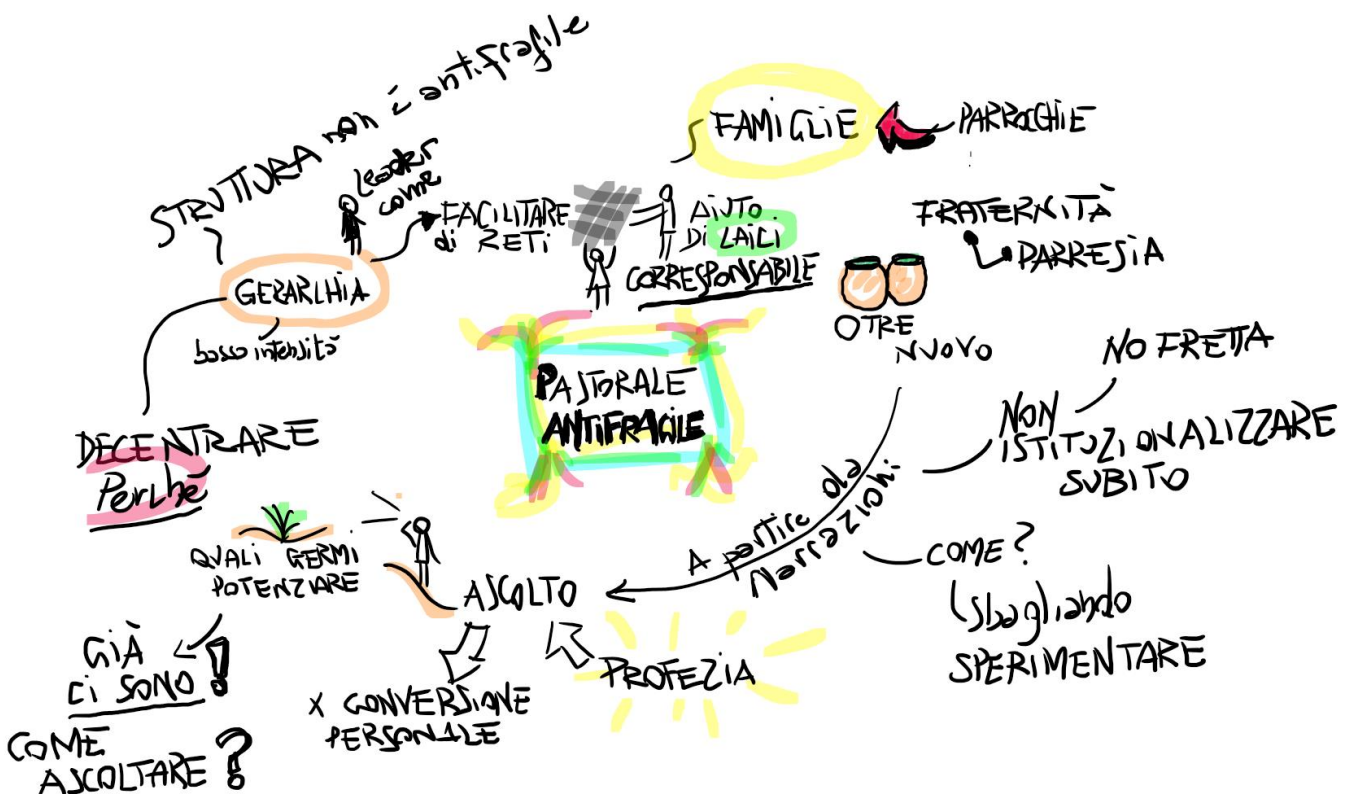 STRUTTURA non è antifragile
Leader
come
FACILITARE
di RETI
AIUTO
DI LAICI
CORRESPONSABILE
FAMIGLIE
PARROCCHIE
FRATERNITÀ
PARRESIA
GERARCHIA
bassa intensità
OTRE
NUOVO
PASTORALE
ANTIFRAGILE
NO FRETTA
NON
ISTITUZIONALIZZARE
SUBITO
DECENTRARE
Perché
A partire da
Narrazioni.
QUALI GERMI
POTENZIARE
COME?
Sbagliando
SPERIMENTARE
ASCOLTO
GIÀ
CI SONO!
X CONVERSIONE
PERSONALE
PROFEZIA
COME
ASCOLTARE?